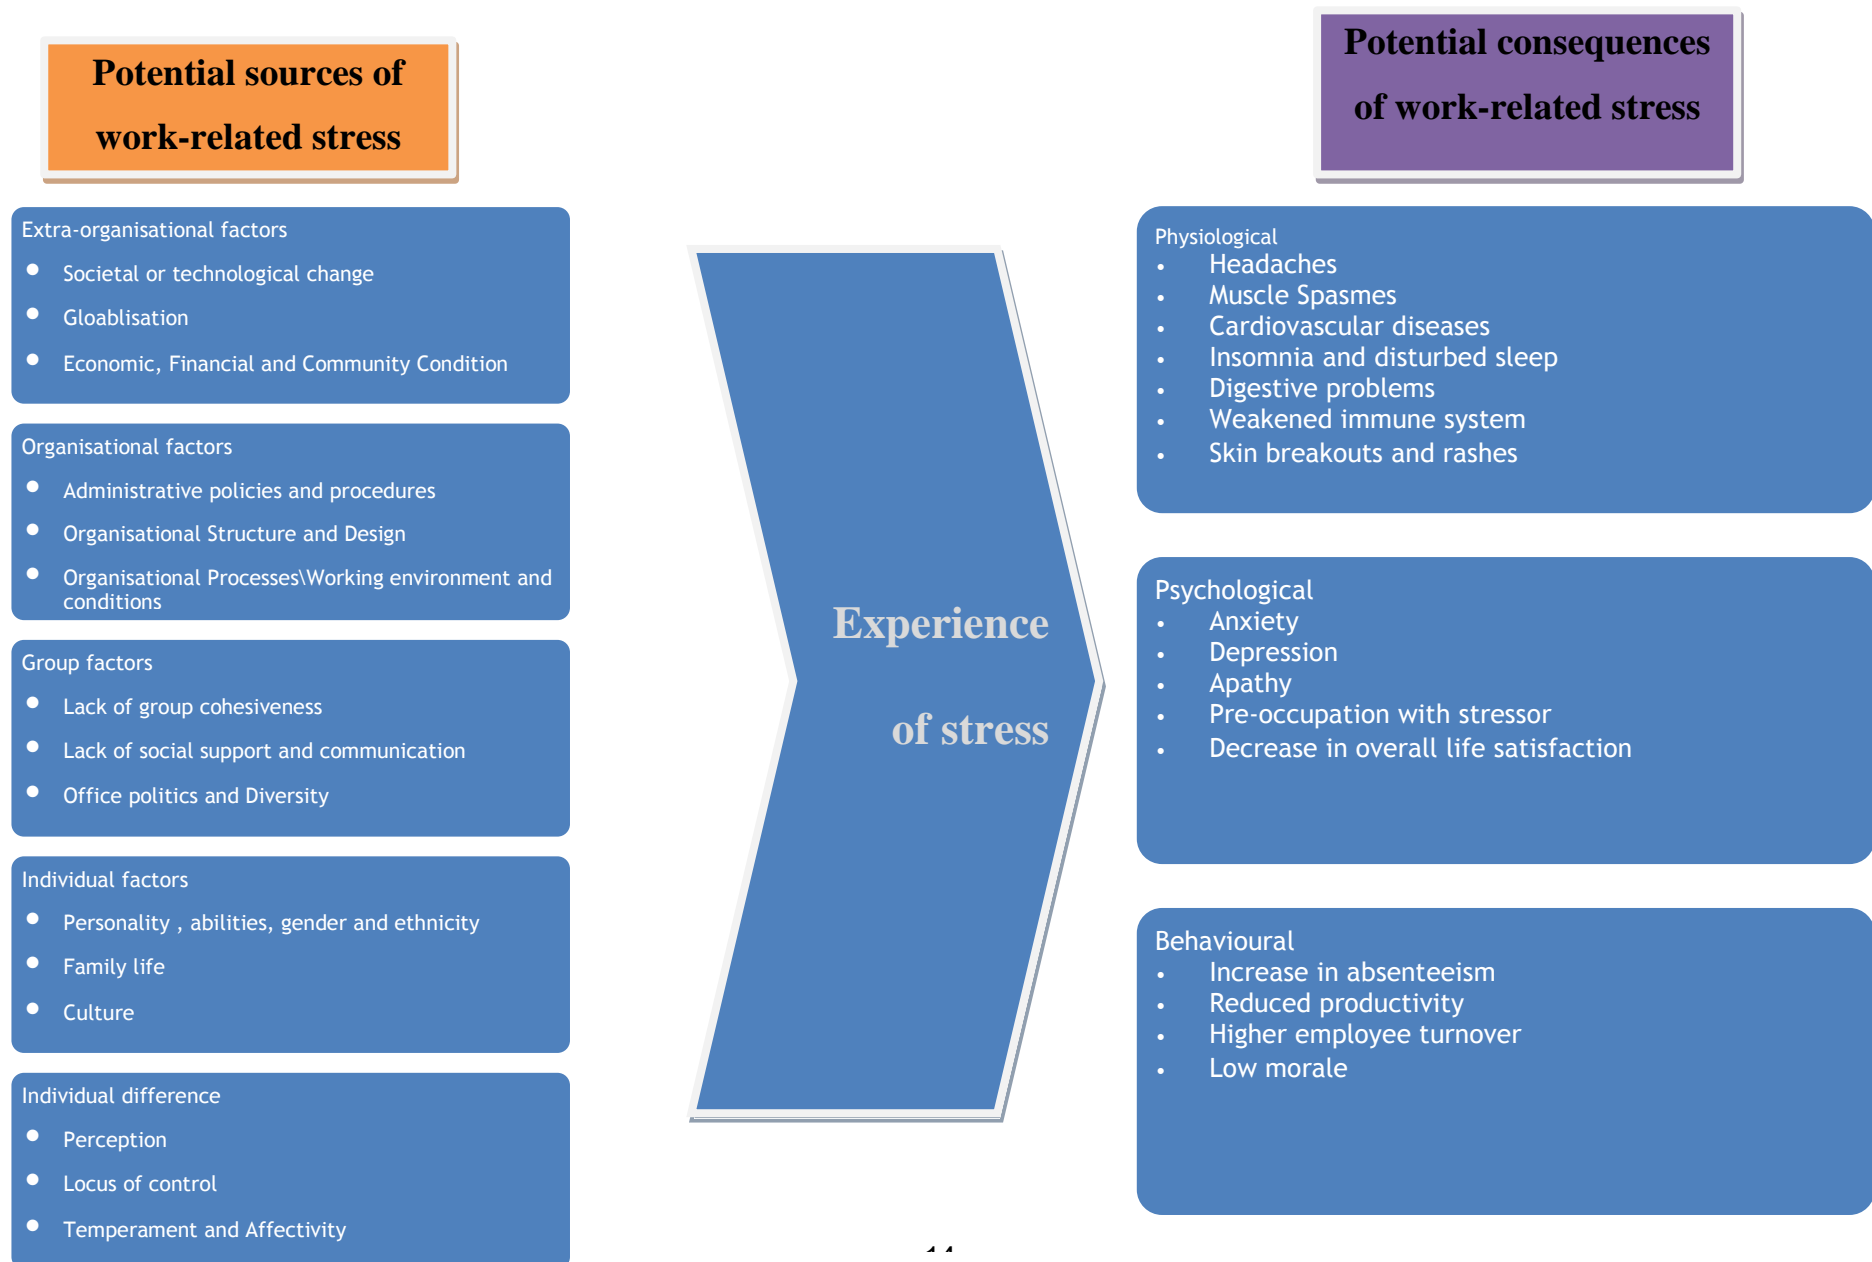 Potential sources of
work-related stress
Extra-organisational factors
• Societal or technological change
• Gloablisation
• Economic, Financial and Community Condition
Organisational factors
• Administrative policies and procedures
• Organisational Structure and Design
• Organisational Processes\Working environment and
conditions
Group factors
• Lack of group cohesiveness
• Lack of social support and communication
• Office politics and Diversity
Individual factors
• Personality , abilities, gender and ethnicity
• Family life
• Culture
Individual difference
• Perception
• Locus of control
• Temperament and Affectivity
Experience
of stress
Potential consequences
of work-related stress
Physiological
• Headaches
• Muscle Spasmes
• Cardiovascular diseases
• Insomnia and disturbed sleep
• Digestive problems
• Weakened immune system
• Skin breakouts and rashes
Psychological
• Anxiety
• Depression
• Apathy
• Pre-occupation with stressor
• Decrease in overall life satisfaction
Behavioural
• Increase in absenteeism
• Reduced productivity
• Higher employee turnover
• Low morale